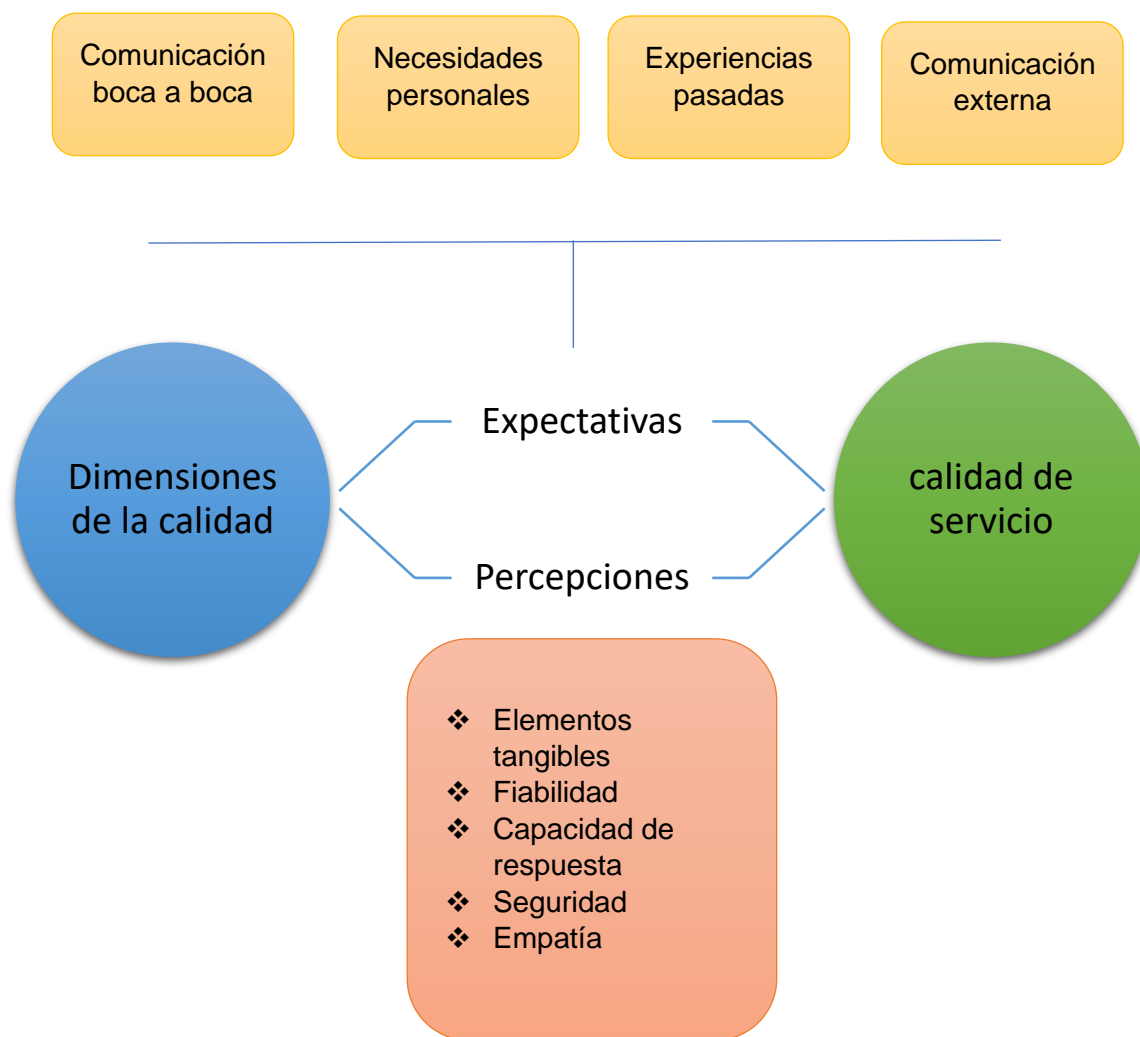 Comunicación
boca a boca
Necesidades
personales
Experiencias
pasadas
Comunicación
externa
Expectativas
Dimensiones
de la calidad
calidad de
servicio
Percepciones
❖ Elementos
tangibles
❖ Fiabilidad
❖ Capacidad de
respuesta
❖ Seguridad
❖ Empatía